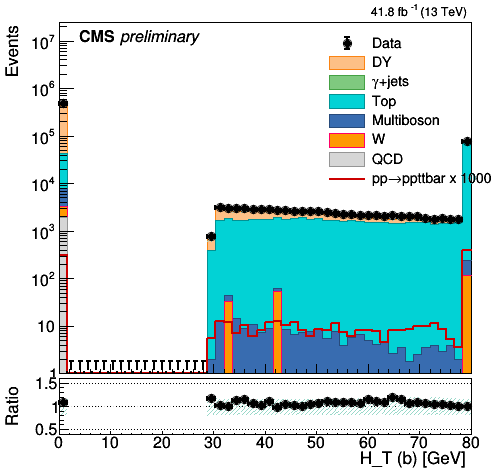 41.8 fb⁻¹ (13 TeV)
CMS preliminary
Events
10⁷
10⁶
10⁵
10⁴
10³
10²
10
1
Data
DY
γ+jets
Top
Multiboson
W
QCD
pp→ppttbar x 1000
Ratio
1.5
1
0.5
0 10 20 30 40 50 60 70 80
H_T (b) [GeV]